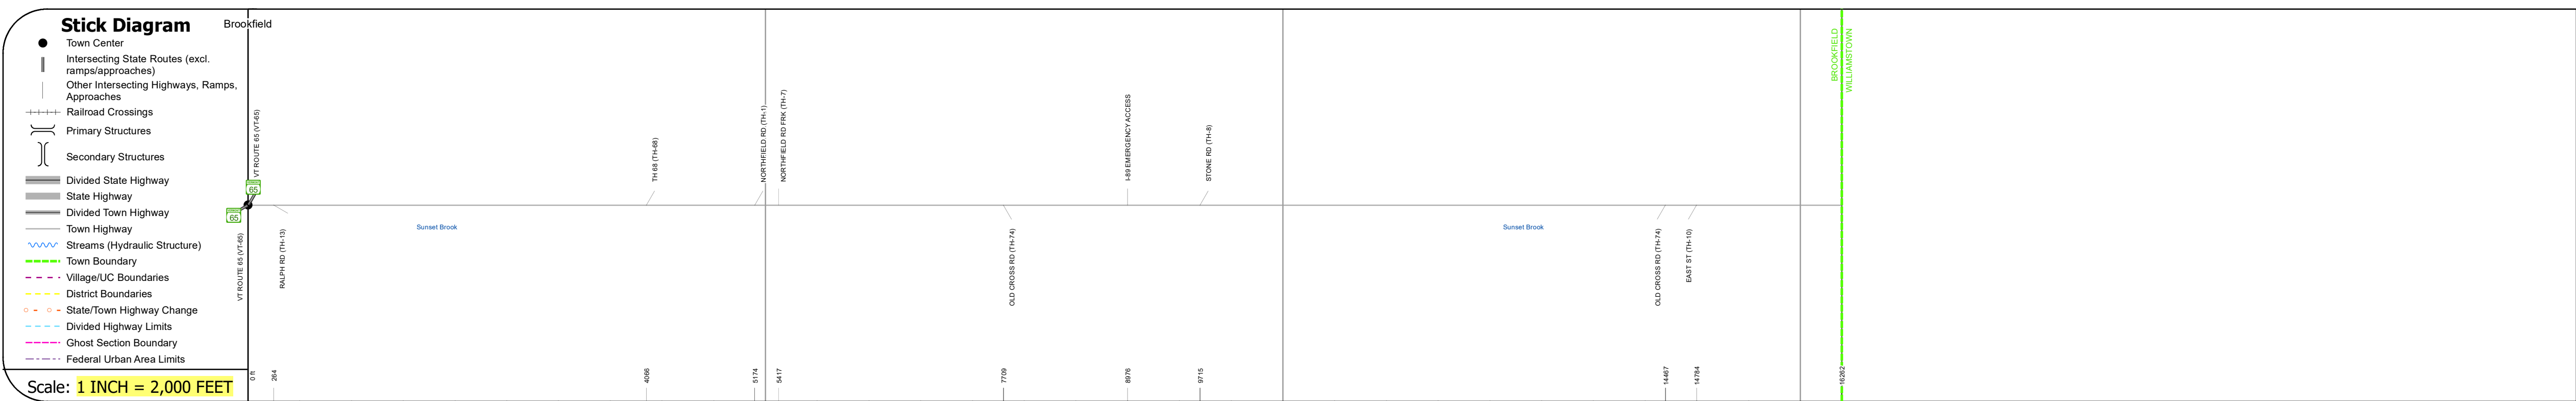 Stick Diagram
Town Center
Intersecting State Routes (excl.
ramps/approaches)
Other Intersecting Highways, Ramps,
Approaches
Railroad Crossings
Primary Structures
Secondary Structures
Divided State Highway
State Highway
Divided Town Highway
Town Highway
Streams (Hydraulic Structure)
Town Boundary
Village/UC Boundaries
District Boundaries
State/Town Highway Change
Divided Highway Limits
Ghost Section Boundary
Federal Urban Area Limits
Scale: 1 INCH = 2,000 FEET
Brookfield
VT ROUTE 65 (VT-65)
65
65
VT ROUTE 65 (VT-65)
RALPH RD (TH-13)
Sunset Brook
TH 68 (TH-68)
NORTHFIELD RD (TH-1)
NORTHFIELD RD FRK (TH-7)
OLD CROSS RD (TH-74)
I-89 EMERGENCY ACCESS
STONE RD (TH-8)
Sunset Brook
OLD CROSS RD (TH-74)
EAST ST (TH-10)
BROOKFIELD
WILLIAMSTOWN
0 ft
264
4066
5174
5417
7709
8976
9715
14467
14784
16262